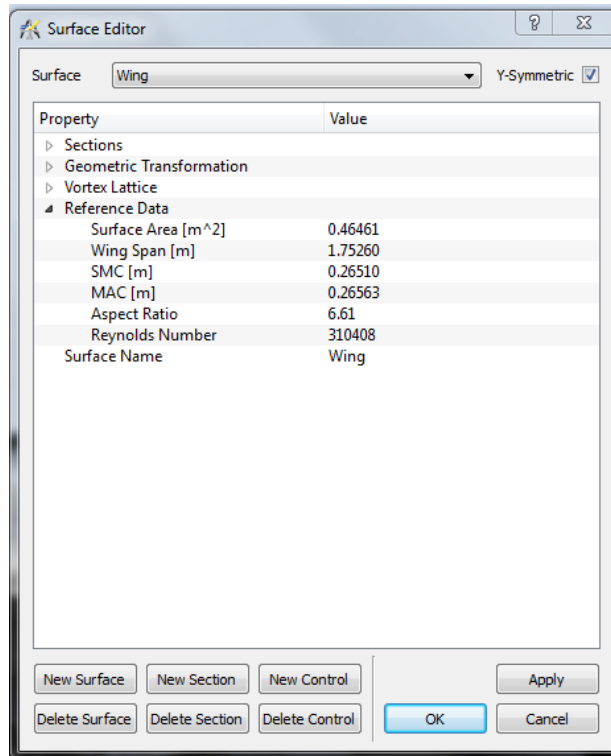 Surface Editor
Surface Wing Y-Symmetric
Property Value
Sections
Geometric Transformation
Vortex Lattice
Reference Data
Surface Area [m^2] 0.46461
Wing Span [m] 1.75260
SMC [m] 0.26510
MAC [m] 0.26563
Aspect Ratio 6.61
Reynolds Number 310408
Surface Name Wing
New Surface New Section New Control Apply
Delete Surface Delete Section Delete Control OK Cancel